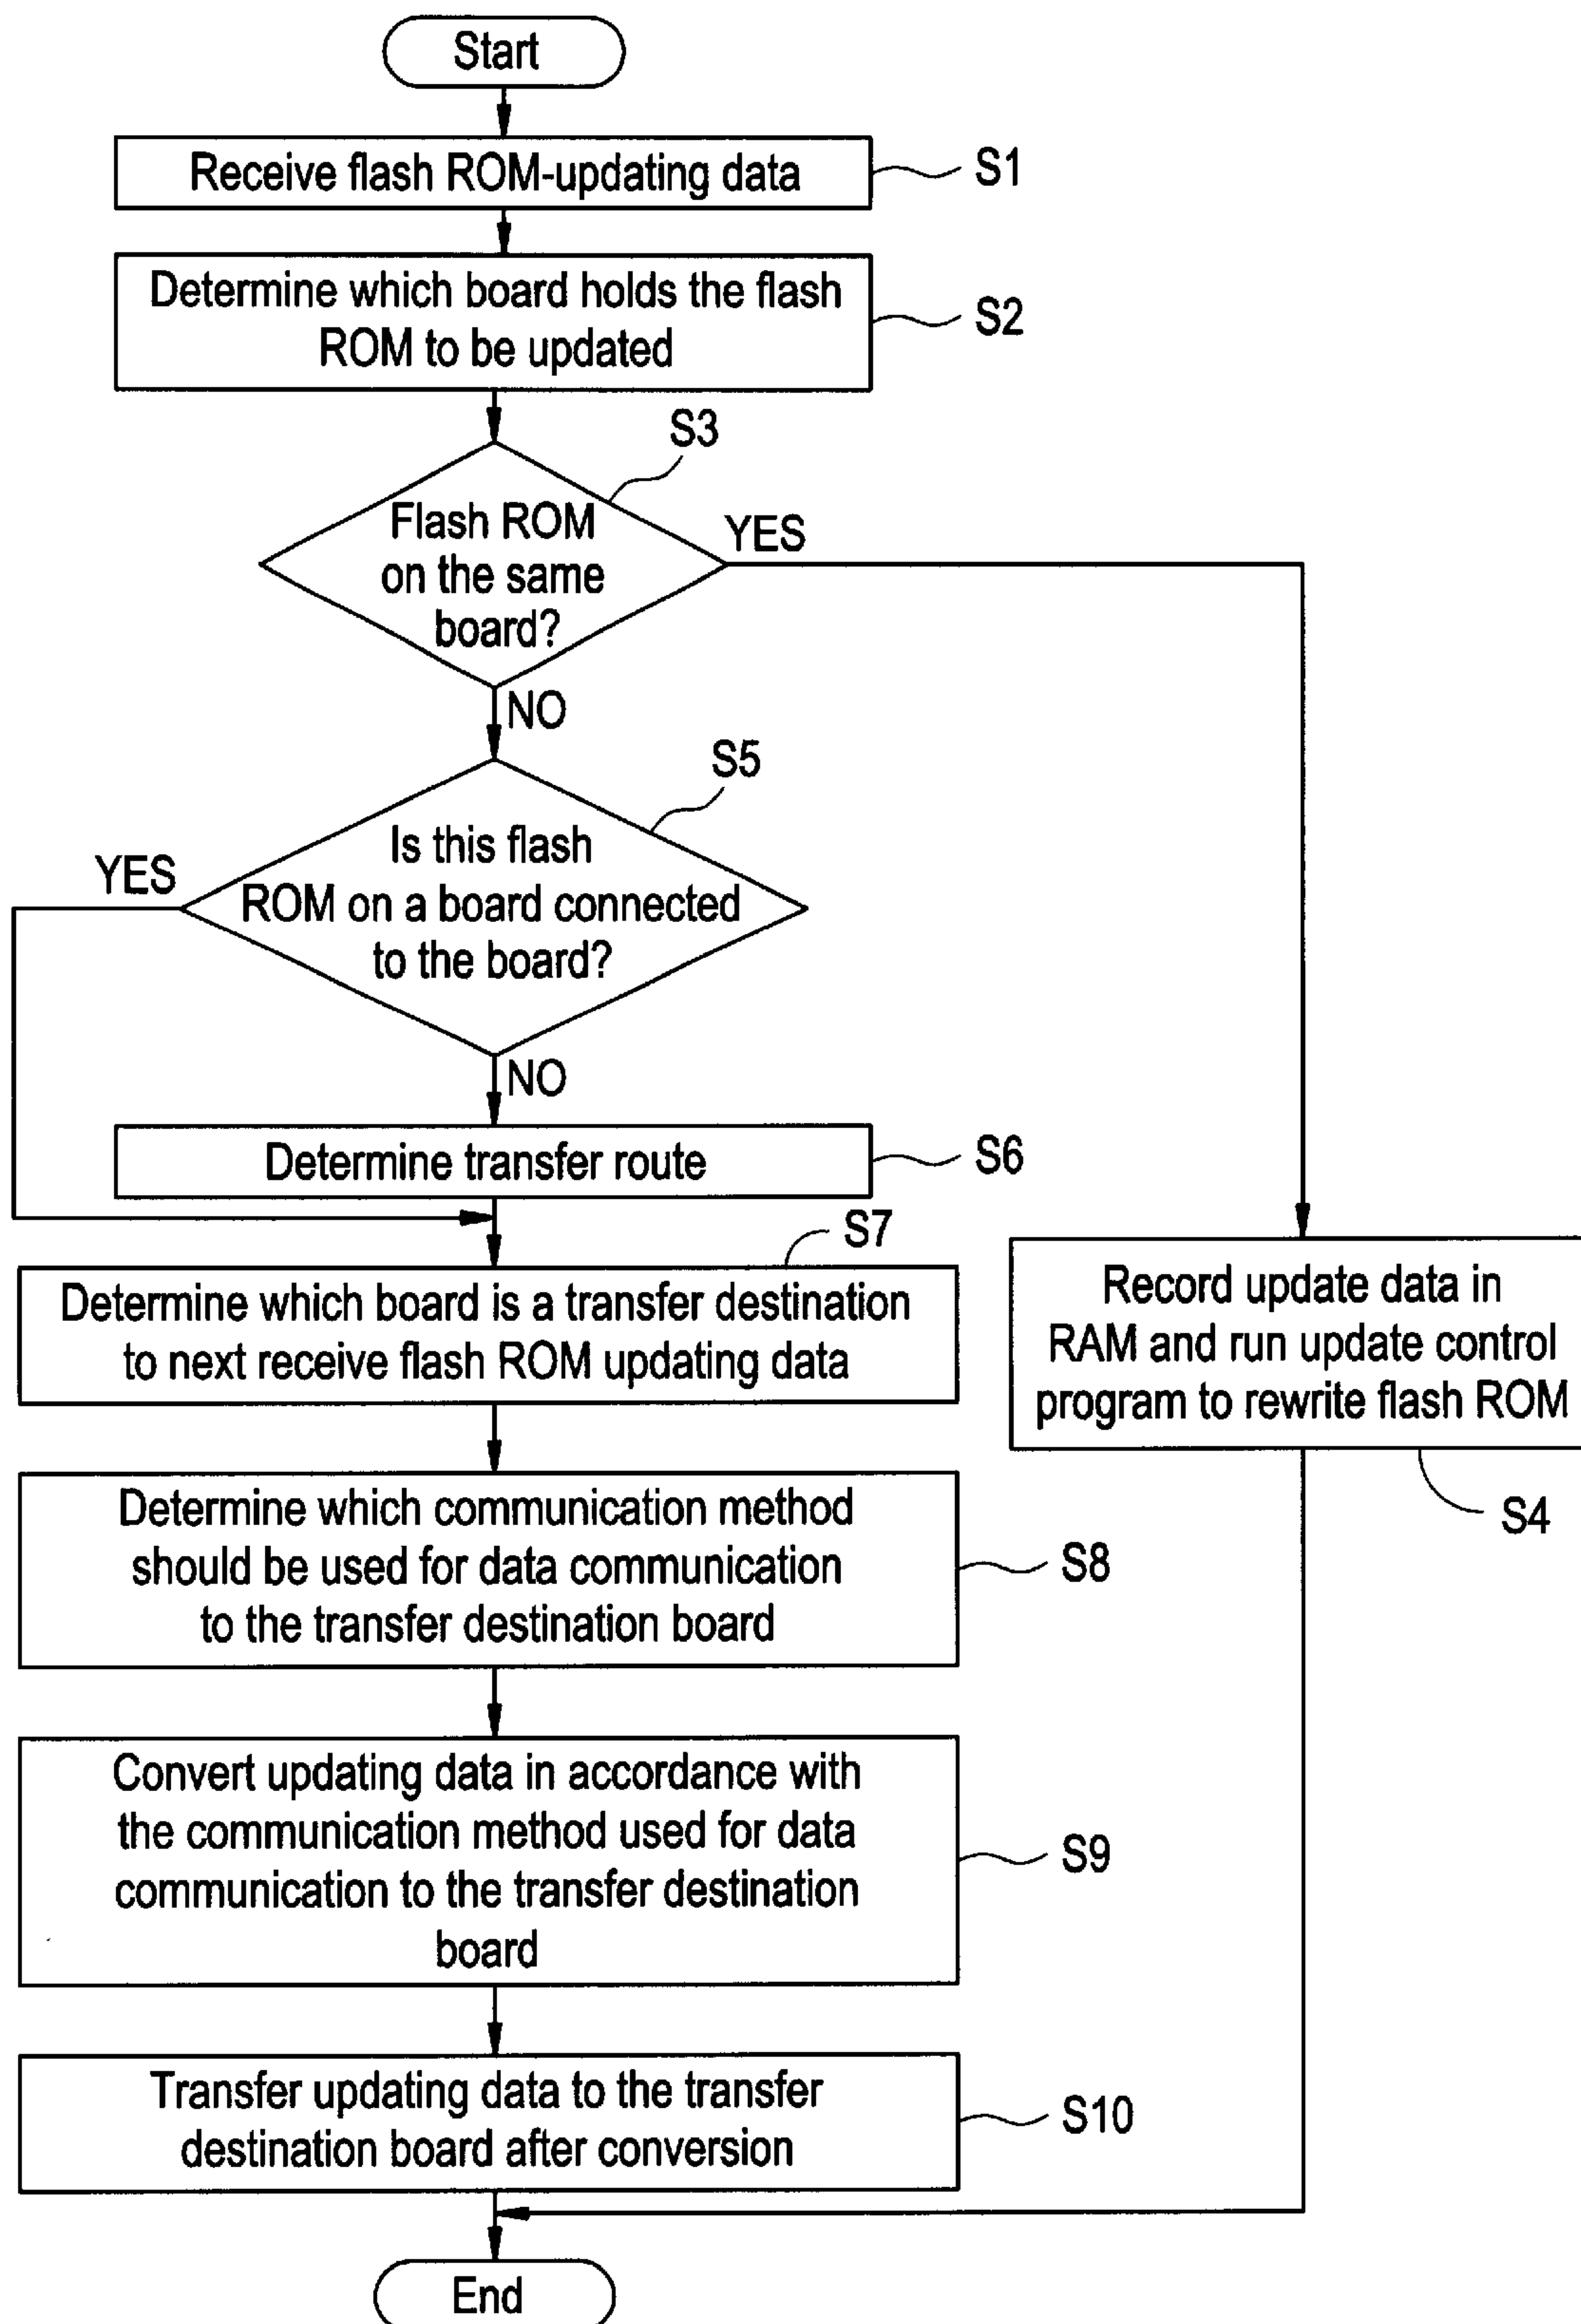 Start
Receive flash ROM-updating data
S1
Determine which board holds the flash
ROM to be updated
S2
S3
Flash ROM
on the same
board?
YES
NO
S5
Is this flash
ROM on a board connected
to the board?
YES
NO
Determine transfer route
S6
S7
Determine which board is a transfer destination
to next receive flash ROM updating data
Record update data in
RAM and run update control
program to rewrite flash ROM
S4
Determine which communication method
should be used for data communication
to the transfer destination board
S8
Convert updating data in accordance with
the communication method used for data
communication to the transfer destination
board
S9
Transfer updating data to the transfer
destination board after conversion
S10
End